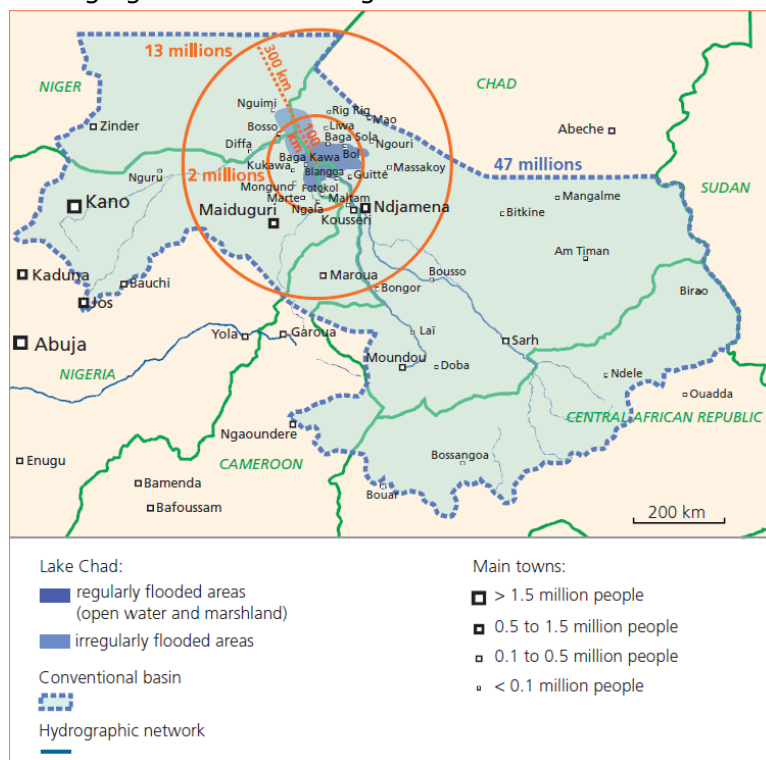 13 millions
300 km
NIGER
CHAD
Nguimi
Rig Rig
Mao
Zinder
Bosso
Liwa
Abeche
100 km
Baga Sola
Ngouri
Diffa
Bol
Baga Kawa
47 millions
Kukawa
Massakoy
Nguru
2 millions
Blangoa
Guitté
SUDAN
Monguno
Fotokol
Mangalme
Kano
Marte
Maltam
Ngala
Ndjamena
Bitkine
Maiduguri
Kousseri
Am Timan
Kaduna
Maroua
Bousso
Bauchi
Bongor
Birao
Jos
Yola
Garoua
Laï
Sarh
Abuja
Moundou
Doba
NIGERIA
Ndele
Ouadda
CENTRAL AFRICAN REPUBLIC
Ngaoundere
Enugu
CAMEROON
Bossangoa
Bamenda
Bouar
Bafoussam
200 km
Lake Chad:
regularly flooded areas
(open water and marshland)
irregularly flooded areas
Conventional basin
Hydrographic network
Main towns:
> 1.5 million people
0.5 to 1.5 million people
0.1 to 0.5 million people
< 0.1 million people